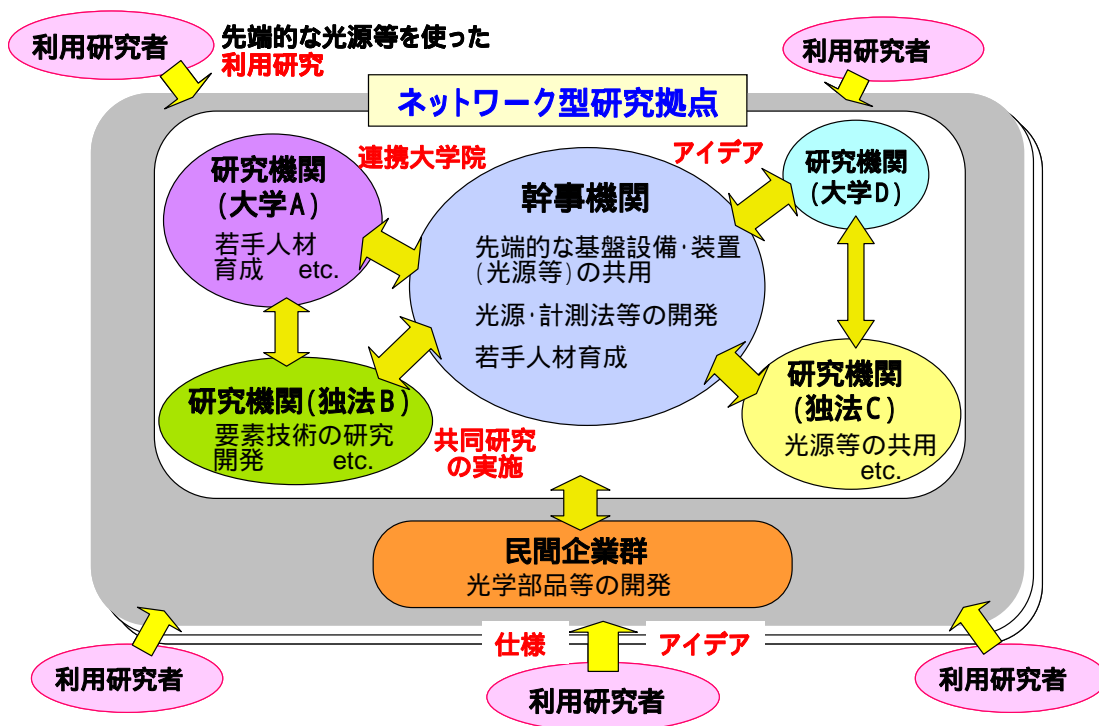 利用研究者
先端的な光源等を使った
利用研究
利用研究者
ネットワーク型研究拠点
研究機関
(大学A)
若手人材
育成 etc.
連携大学院
幹事機関
先端的な基盤設備・装置
(光源等)の共用
光源・計測法等の開発
若手人材育成
アイデア
研究機関
(大学D)
研究機関(独法B)
要素技術の研究
開発 etc.
共同研究
の実施
研究機関
(独法C)
光源等の共用
etc.
民間企業群
光学部品等の開発
仕様
アイデア
利用研究者
利用研究者
利用研究者